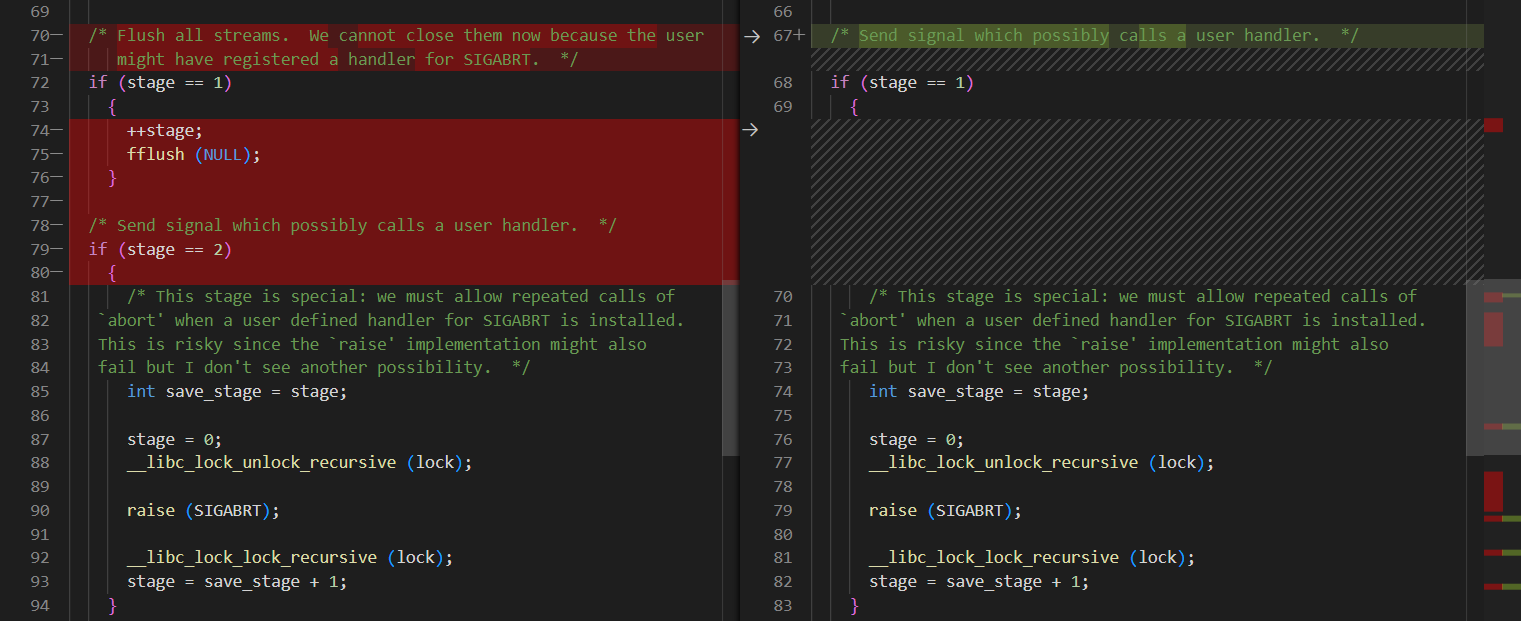 69
70— /* Flush all streams.  We cannot close them now because the user
71—    might have registered a handler for SIGABRT.  */
72 if (stage == 1)
73   {
74—     ++stage;
75—     fflush (NULL);
76—   }
77—
78— /* Send signal which possibly calls a user handler.  */
79— if (stage == 2)
80—   {
81     /* This stage is special: we must allow repeated calls of
82  `abort' when a user defined handler for SIGABRT is installed.
83  This is risky since the `raise' implementation might also
84  fail but I don't see another possibility.  */
85     int save_stage = stage;
86
87     stage = 0;
88     __libc_lock_unlock_recursive (lock);
89
90     raise (SIGABRT);
91
92     __libc_lock_lock_recursive (lock);
93     stage = save_stage + 1;
94   }
66
→ 67+ /* Send signal which possibly calls a user handler.  */
68 if (stage == 1)
69   {
→
70     /* This stage is special: we must allow repeated calls of
71  `abort' when a user defined handler for SIGABRT is installed.
72  This is risky since the `raise' implementation might also
73  fail but I don't see another possibility.  */
74     int save_stage = stage;
75
76     stage = 0;
77     __libc_lock_unlock_recursive (lock);
78
79     raise (SIGABRT);
80
81     __libc_lock_lock_recursive (lock);
82     stage = save_stage + 1;
83   }